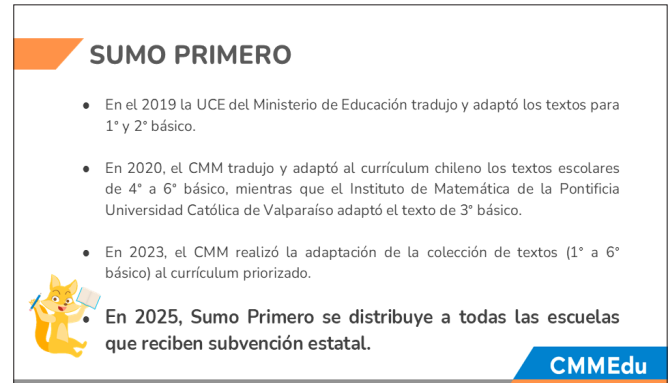 SUMO PRIMERO
● En el 2019 la UCE del Ministerio de Educación tradujo y adaptó los textos para
1° y 2° básico.
● En 2020, el CMM tradujo y adaptó al currículum chileno los textos escolares
de 4° a 6° básico, mientras que el Instituto de Matemática de la Pontificia
Universidad Católica de Valparaíso adaptó el texto de 3° básico.
● En 2023, el CMM realizó la adaptación de la colección de textos (1° a 6°
básico) al currículum priorizado.
● En 2025, Sumo Primero se distribuye a todas las escuelas
que reciben subvención estatal.
CMMEdu